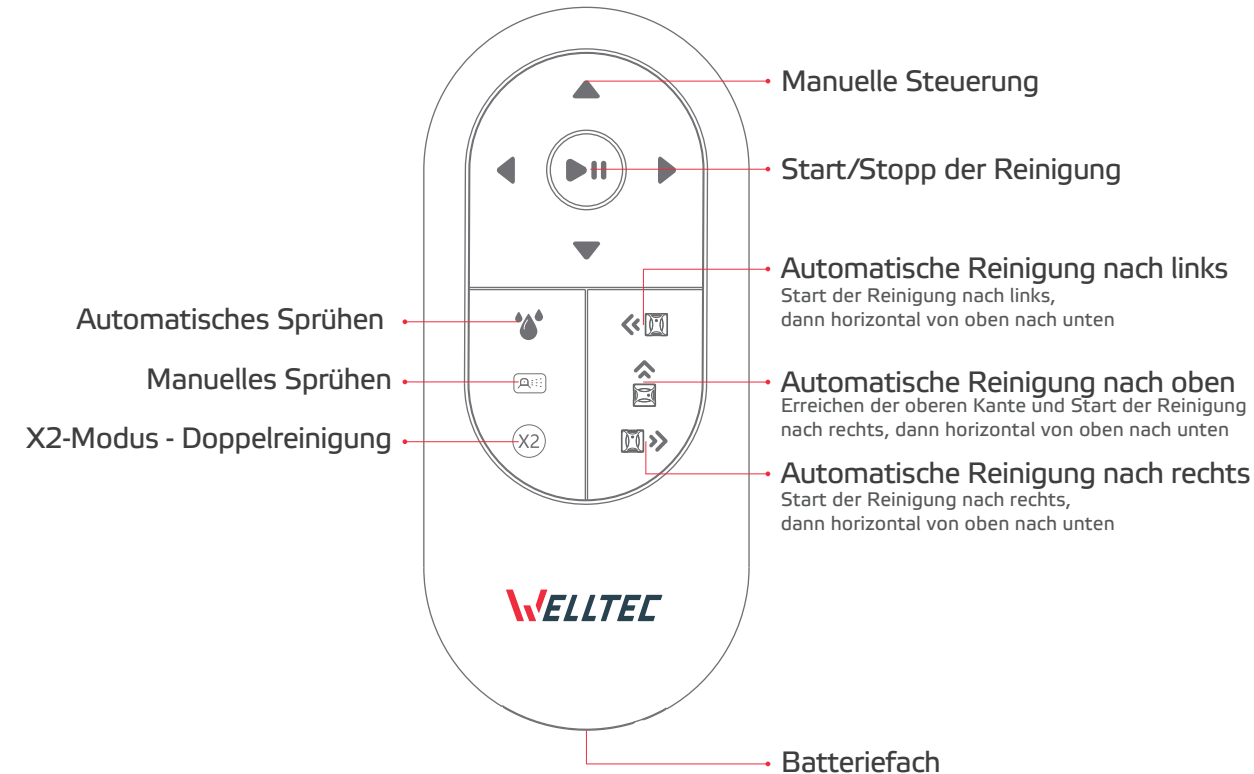 Manuelle Steuerung
Start/Stopp der Reinigung
Automatische Reinigung nach links
Start der Reinigung nach links,
dann horizontal von oben nach unten
Automatisches Sprühen
Manuelles Sprühen
X2-Modus - Doppelreinigung
X2
Automatische Reinigung nach oben
Erreichen der oberen Kante und Start der Reinigung
nach rechts, dann horizontal von oben nach unten
Automatische Reinigung nach rechts
Start der Reinigung nach rechts,
dann horizontal von oben nach unten
WELLTEC
Batteriefach